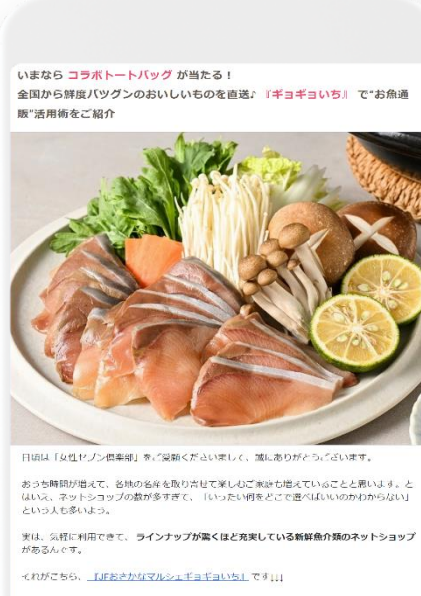 いまなら コラボトートバッグ が当たる！
全国から鮮度バツグンのおいしいものを直送♪ 『ギョギョいち』 で“お魚通
販”活用術をご紹介
日頃は「女性セブン倶楽部」をご愛顧くださいまして、誠にありがとうございます。
おうち時間が増えて、各地の名産を取り寄せて楽しむご家庭も増えていることと思います。と
はいえ、ネットショップの数が多すぎて、「いったい何をどこで選べばいいのかわからない」
という人も多いよう。
実は、気軽に利用できて、ラインナップが驚くほど充実している新鮮魚介類のネットショップ
があるんです。
それがこちら、『JFおさかなマルシェギョギョいち』です↓↓↓